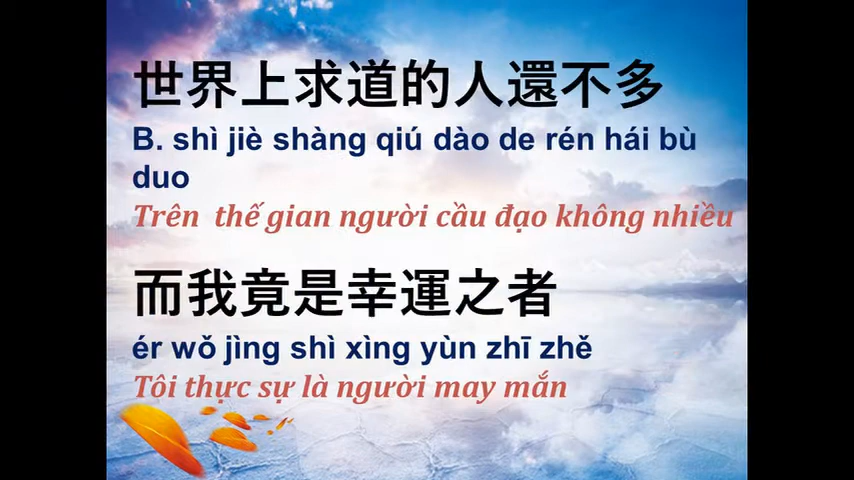 世界上求道的人還不多
B. shì jiè shàng qiú dào de rén hái bù
duo
Trên thế gian người cầu đạo không nhiều
而我竟是幸運之者
ér wǒ jìng shì xìng yùn zhī zhě
Tôi thực sự là người may mắn